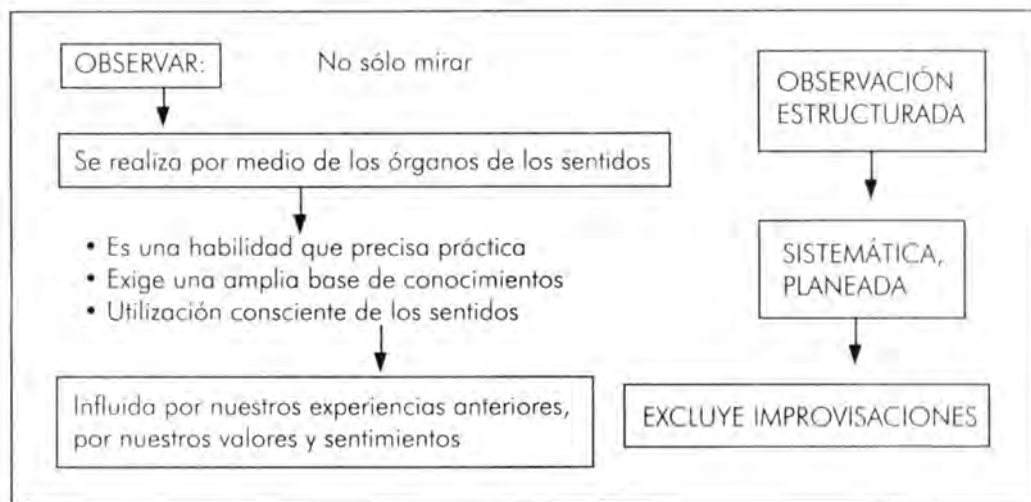 OBSERVAR:
No sólo mirar
Se realiza por medio de los órganos de los sentidos
• Es una habilidad que precisa práctica
• Exige una amplia base de conocimientos
• Utilización consciente de los sentidos
Influida por nuestros experiencias anteriores,
por nuestros valores y sentimientos
OBSERVACIÓN
ESTRUCTURADA
SISTEMÁTICA,
PLANEADA
EXCLUYE IMPROVISACIONES